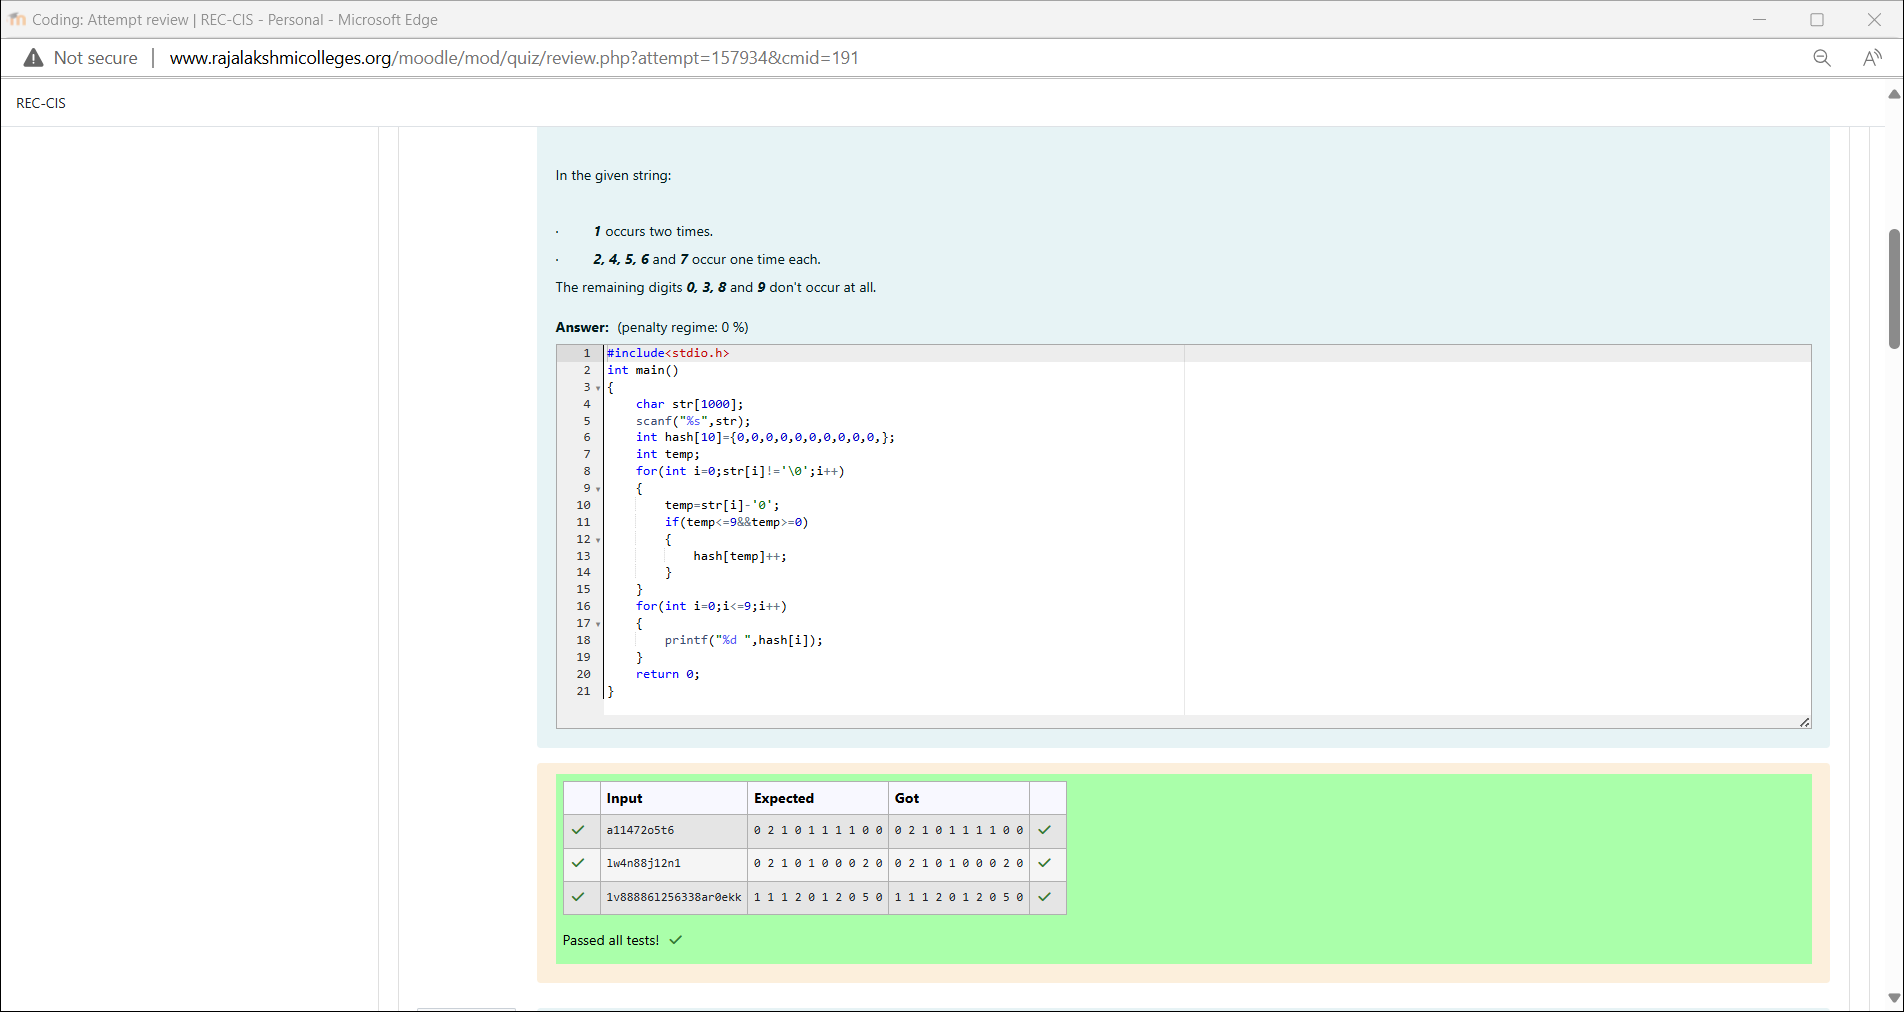 Coding: Attempt review | REC-CIS - Personal - Microsoft Edge
Not secure | www.rajalakshmicolleges.org/moodle/mod/quiz/review.php?attempt=157934&cmid=191
REC-CIS
In the given string:
· 1 occurs two times.
· 2, 4, 5, 6 and 7 occur one time each.
The remaining digits 0, 3, 8 and 9 don't occur at all.
Answer: (penalty regime: 0 %)
1 #include<stdio.h>
2 int main()
3 {
4     char str[1000];
5     scanf("%s",str);
6     int hash[10]={0,0,0,0,0,0,0,0,0,0,};
7     int temp;
8     for(int i=0;str[i]!='\0';i++)
9     {
10         temp=str[i]-'0';
11         if(temp<=9&&temp>=0)
12         {
13             hash[temp]++;
14         }
15     }
16     for(int i=0;i<=9;i++)
17     {
18         printf("%d ",hash[i]);
19     }
20     return 0;
21 }
Input Expected Got
a11472o5t6 0 2 1 0 1 1 1 1 0 0 0 2 1 0 1 1 1 1 0 0
lw4n88j12n1 0 2 1 0 1 0 0 0 2 0 0 2 1 0 1 0 0 0 2 0
1v888861256338ar0ekk 1 1 1 2 0 1 2 0 5 0 1 1 1 2 0 1 2 0 5 0
Passed all tests!